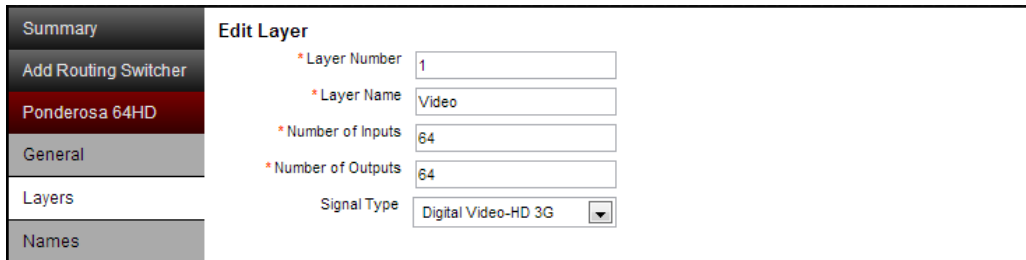 Summary
Add Routing Switcher
Ponderosa 64HD
General
Layers
Names
Edit Layer
*Layer Number 1
*Layer Name Video
*Number of Inputs 64
*Number of Outputs 64
Signal Type Digital Video-HD 3G